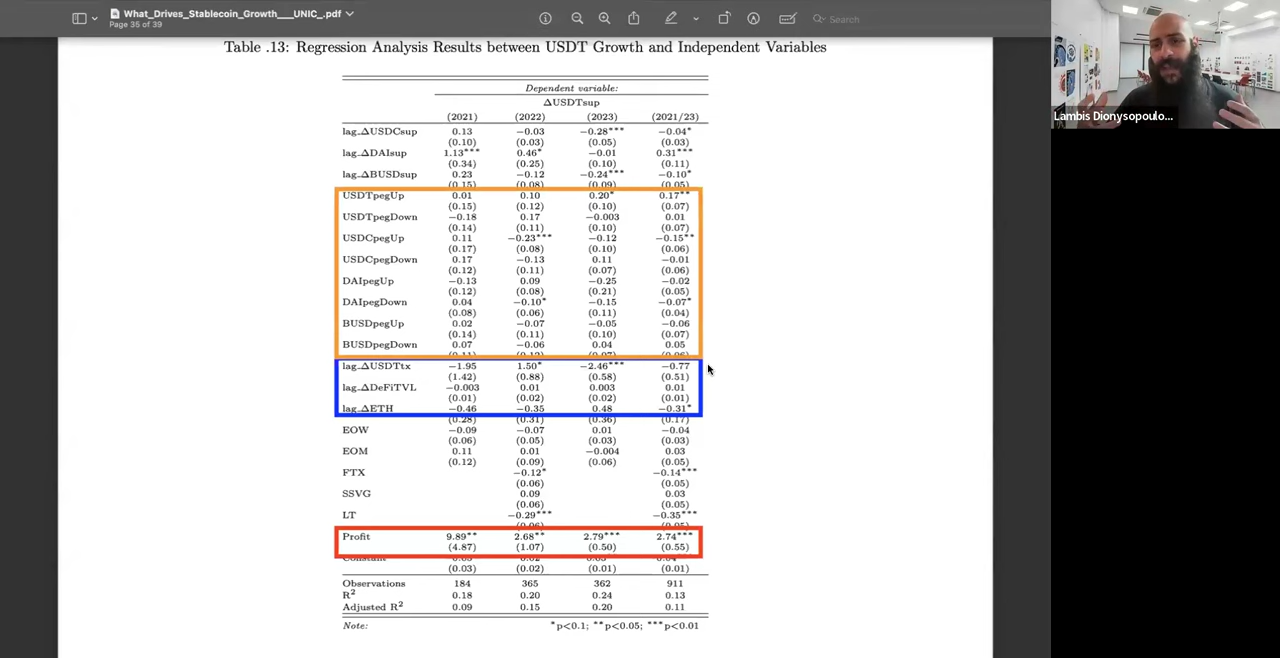 What_Drives_Stablecoin_Growth___UNIC_.pdf
Page 35 of 39
Search
Lambis Dionysopoulo...
Table .13: Regression Analysis Results between USDT Growth and Independent Variables
Dependent variable:
ΔUSDTsup
(2021) (2022) (2023) (2021/23)
lag_ΔUSDCsup 0.13 −0.03 −0.28*** −0.04*
(0.10) (0.03) (0.05) (0.03)
lag_ΔDAIsup 1.13*** 0.46* −0.01 0.31***
(0.34) (0.25) (0.10) (0.11)
lag_ΔBUSDsup 0.23 −0.12 −0.24*** −0.10*
(0.15) (0.08) (0.09) (0.05)
USDTpegUp 0.01 0.10 0.20* 0.17**
(0.15) (0.12) (0.10) (0.07)
USDTpegDown −0.18 0.17 −0.003 0.01
(0.14) (0.11) (0.10) (0.07)
USDCpegUp 0.11 −0.23*** −0.12 −0.15**
(0.17) (0.08) (0.10) (0.06)
USDCpegDown 0.17 −0.13 0.11 −0.01
(0.12) (0.11) (0.07) (0.06)
DAIpegUp −0.13 0.09 −0.25 −0.02
(0.12) (0.08) (0.21) (0.05)
DAIpegDown 0.04 −0.10* −0.15 −0.07*
(0.08) (0.06) (0.11) (0.04)
BUSDpegUp 0.02 −0.07 −0.05 −0.06
(0.14) (0.11) (0.10) (0.07)
BUSDpegDown 0.07 −0.06 0.04 0.05
lag_ΔUSDTtx −1.95 1.50* −2.46*** −0.77
(1.42) (0.88) (0.58) (0.51)
lag_ΔDeFiTVL −0.003 0.01 0.003 0.01
(0.01) (0.02) (0.02) (0.01)
lag_ΔETH −0.46 −0.35 0.48 −0.31*
(0.28) (0.31) (0.36) (0.17)
EOW −0.09 −0.07 0.01 −0.04
(0.06) (0.05) (0.03) (0.03)
EOM 0.11 0.01 −0.004 0.03
(0.12) (0.09) (0.06) (0.05)
FTX −0.12* −0.14***
(0.06) (0.05)
SSVG 0.09 0.03
(0.06) (0.05)
LT −0.29*** −0.35***
Profit 9.89** 2.68** 2.79*** 2.74***
(4.87) (1.07) (0.50) (0.55)
Constant
(0.03) (0.02) (0.01) (0.01)
Observations 184 365 362 911
R2 0.18 0.20 0.24 0.13
Adjusted R2 0.09 0.15 0.20 0.11
Note: *p<0.1; **p<0.05; ***p<0.01